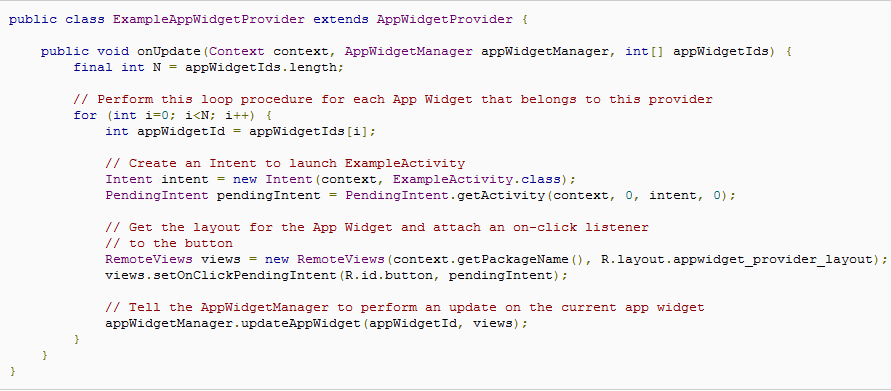 public class ExampleAppWidgetProvider extends AppWidgetProvider {
public void onUpdate(Context context, AppWidgetManager appWidgetManager, int[] appWidgetIds) {
final int N = appWidgetIds.length;
// Perform this loop procedure for each App Widget that belongs to this provider
for (int i=0; i<N; i++) {
int appWidgetId = appWidgetIds[i];
// Create an Intent to launch ExampleActivity
Intent intent = new Intent(context, ExampleActivity.class);
PendingIntent pendingIntent = PendingIntent.getActivity(context, 0, intent, 0);
// Get the layout for the App Widget and attach an on-click listener
// to the button
RemoteViews views = new RemoteViews(context.getPackageName(), R.layout.appwidget_provider_layout);
views.setOnClickPendingIntent(R.id.button, pendingIntent);
// Tell the AppWidgetManager to perform an update on the current app widget
appWidgetManager.updateAppWidget(appWidgetId, views);
}
}
}